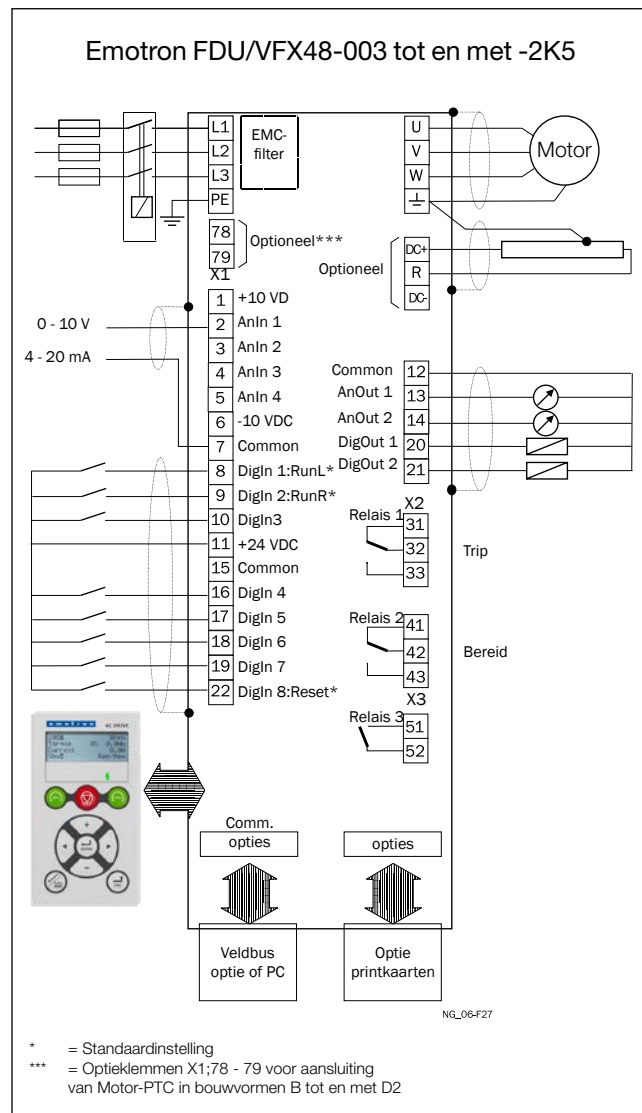 Emotron FDU/VFX48-003 tot en met -2K5
L1
L2
L3
PE
EMC-
filter
U
V
W
Motor
78
79
Optioneel***
X1
Optioneel
DC+
R
DC-
0 - 10 V
4 - 20 mA
1 +10 VD
2 AnIn 1
3 AnIn 2
4 AnIn 3
5 AnIn 4
6 -10 VDC
7 Common
8 DigIn 1:RunL*
9 DigIn 2:RunR*
10 DigIn3
11 +24 VDC
15 Common
16 DigIn 4
17 DigIn 5
18 DigIn 6
19 DigIn 7
22 DigIn 8:Reset*
Common 12
AnOut 1 13
AnOut 2 14
DigOut 1 20
DigOut 2 21
X2
Relais 1
31
32
33
Trip
Relais 2
41
42
43
Bereid
X3
Relais 3
51
52
emotron
AC DRIVE
Comm.
opties
opties
Veldbus
optie of PC
Optie
printkaarten
NG_06-F27
* = Standaardinstelling
*** = Optieklemmen X1;78 - 79 voor aansluiting
van Motor-PTC in bouwvormen B tot en met D2